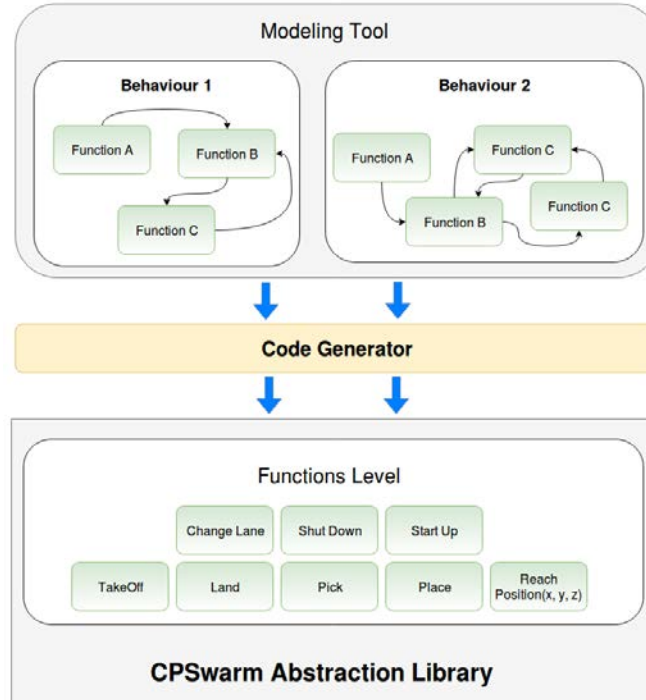 Modeling Tool
Behaviour 1
Function A
Function B
Function C
Behaviour 2
Function A
Function C
Function B
Function C
Code Generator
Functions Level
Change Lane
Shut Down
Start Up
TakeOff
Land
Pick
Place
Reach
Position(x, y, z)
CPSwarm Abstraction Library